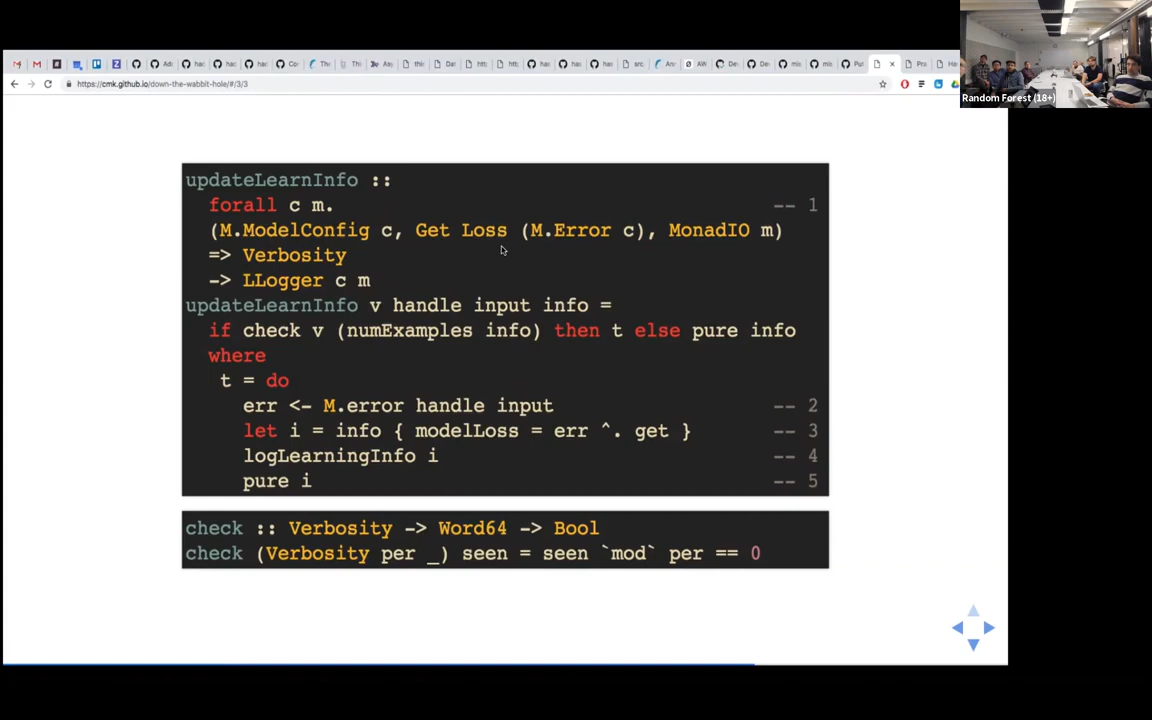 https://cmk.github.io/down-the-wabbit-hole/#/3/3
Random Forest (18+)
updateLearnInfo ::
forall c m. -- 1
(M.ModelConfig c, Get Loss (M.Error c), MonadIO m)
=> Verbosity
-> LLogger c m
updateLearnInfo v handle input info =
if check v (numExamples info) then t else pure info
where
t = do
err <- M.error handle input -- 2
let i = info { modelLoss = err ^. get } -- 3
logLearningInfo i -- 4
pure i -- 5
check :: Verbosity -> Word64 -> Bool
check (Verbosity per _) seen = seen `mod` per == 0